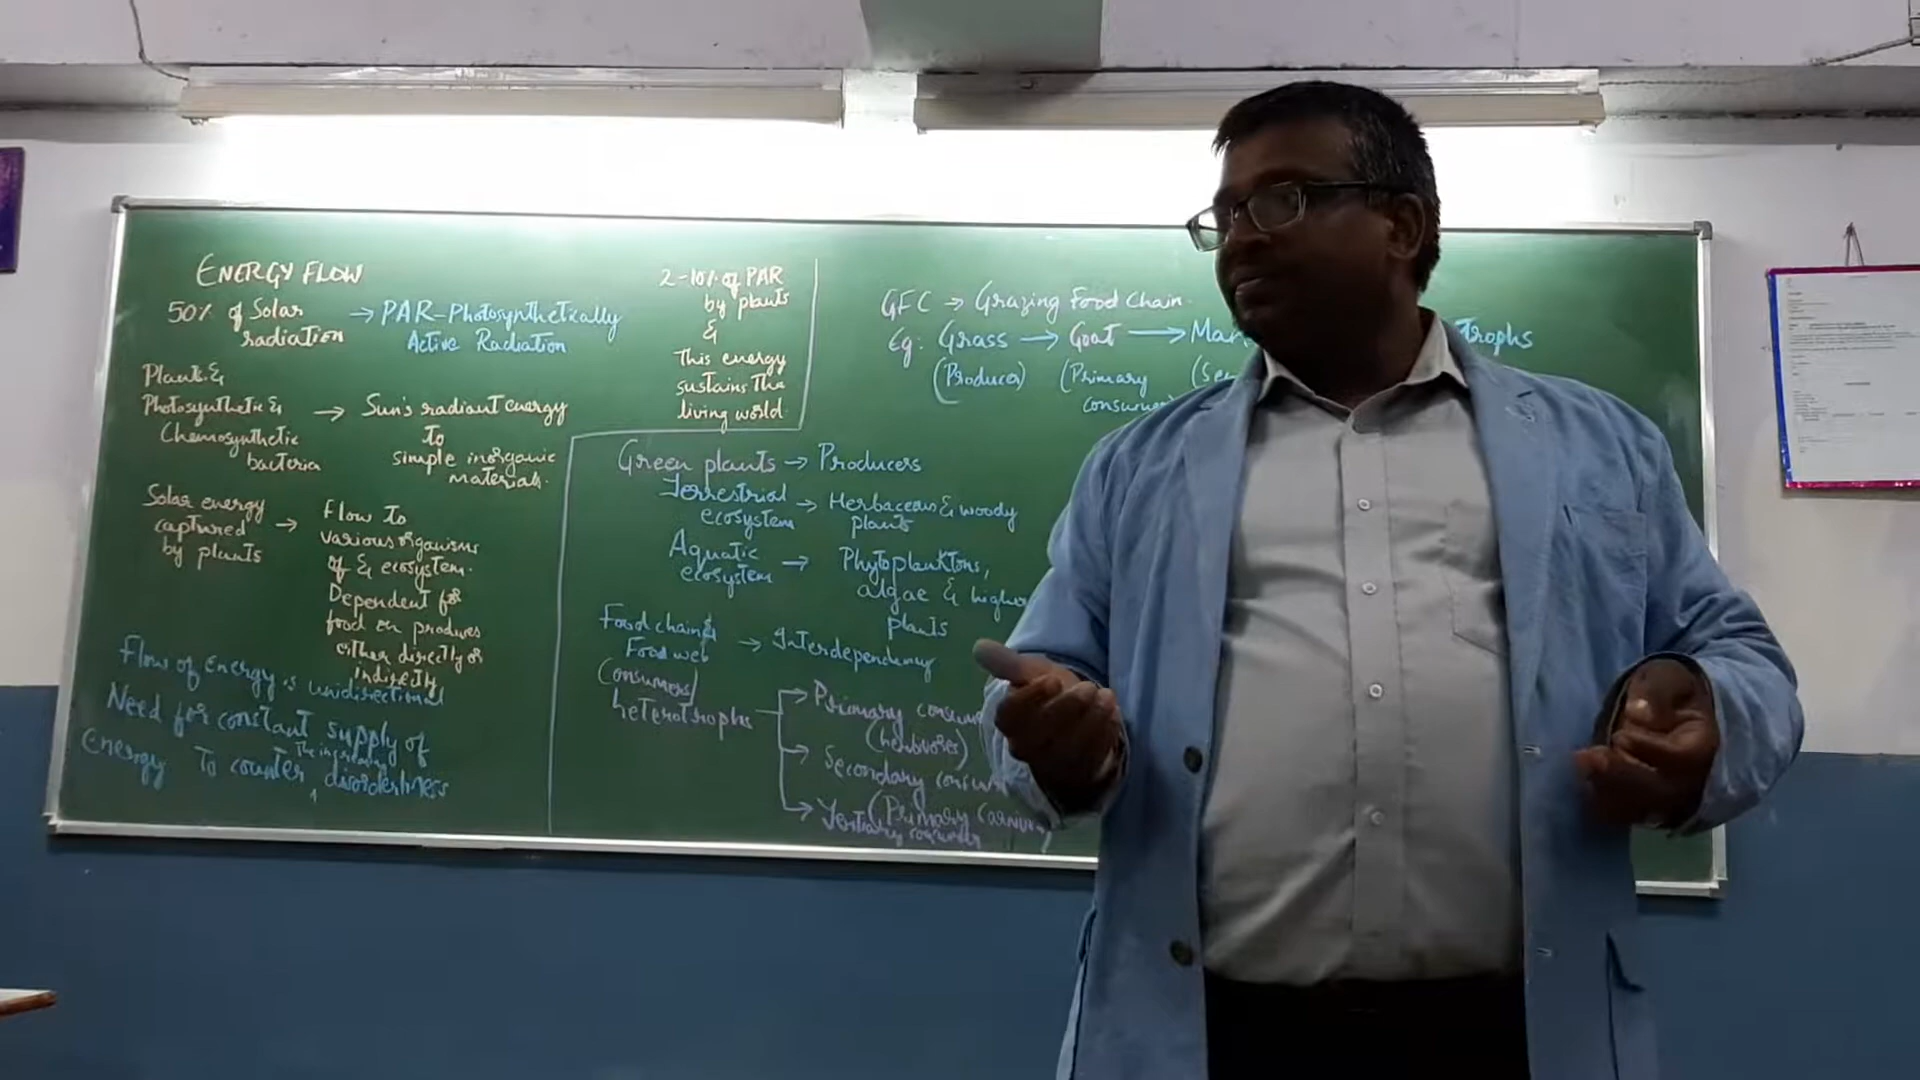 ENERGY FLOW
50% of Solar → PAR-Photosynthetically
radiation Active Radiation
Plants &
Photosynthetic & → Sun's radiant energy
Chemosynthetic to
bacteria simple inorganic
materials.
Solar energy
captured →
by plants
Flow to
various organisms
of & ecosystem.
Dependent for
food on produces
either directly or
indirectly
Flow of Energy is unidirectional
Need for constant supply of
Energy to counter the increasing disorderliness
2-10% of PAR
by plants
&
This energy
sustains the
living world.
Green plants → Producers
Terrestrial → Herbaceous & woody
ecosystem plants
Aquatic → Phytoplanktons,
ecosystem algae & higher
plants
Food chain &
Food web → Interdependency
Consumers/
heterotrophs
→ Primary
(herbivores)
→ Secondary
(Primary
→ Tertiary consumer
GFC → Grazing Food Chain.
Eg: Grass → Goat → Man
(Producer) (Primary
consumer)
trophs